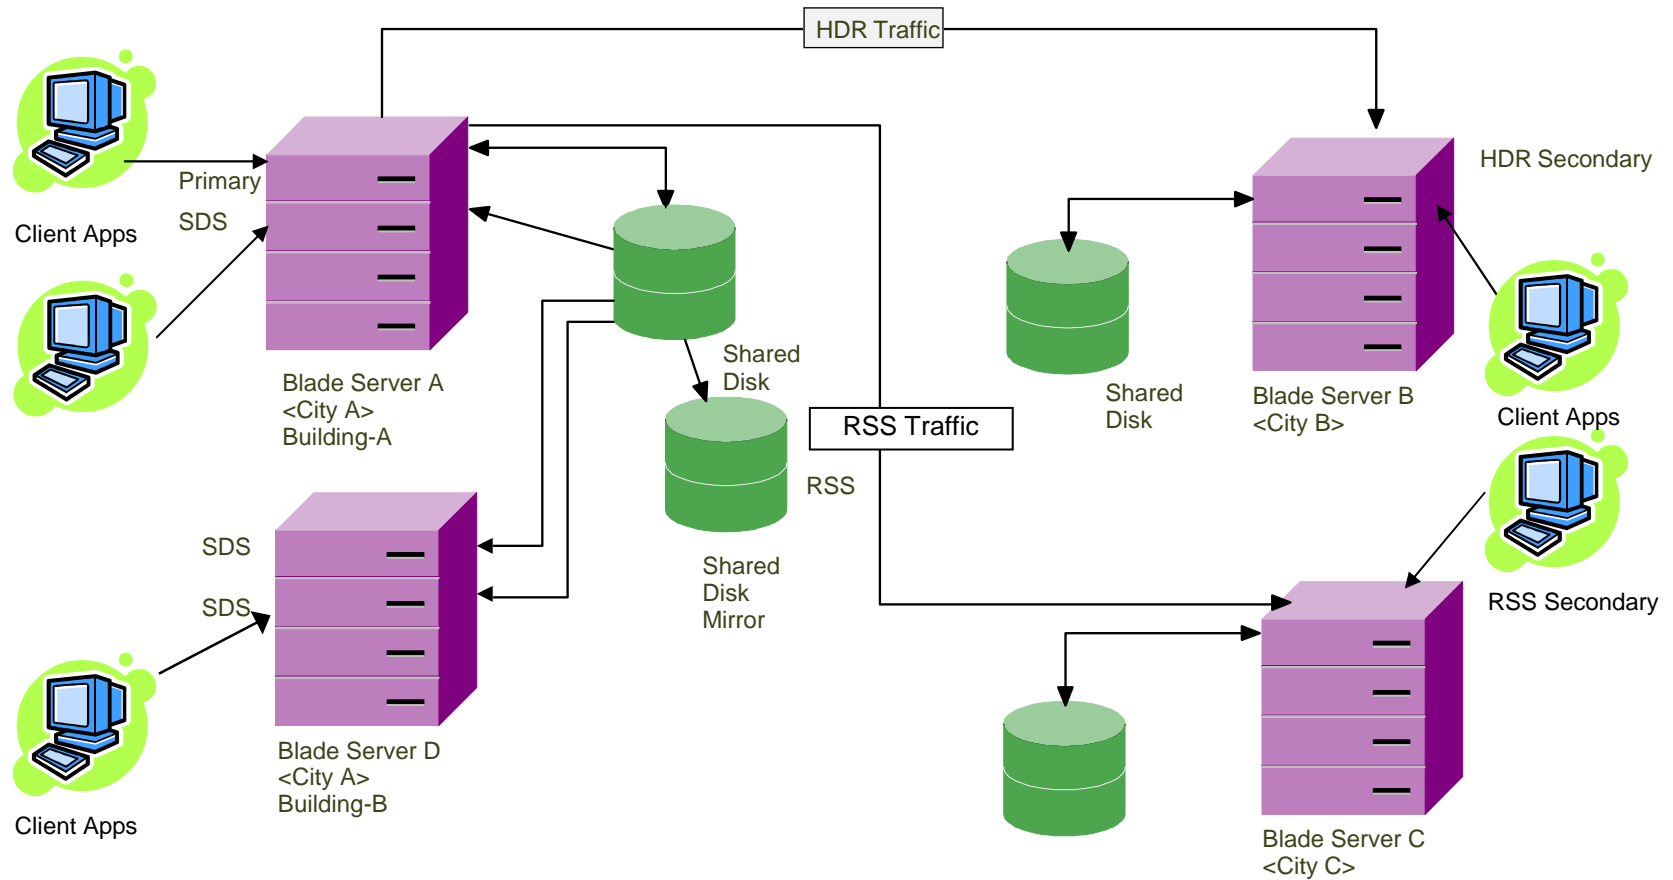 HDR Traffic
HDR Secondary
Primary
SDS
Client Apps
Shared
Disk
Blade Server A
<City A>
Building-A
Shared
Disk
Blade Server B
<City B>
Client Apps
RSS Traffic
RSS
SDS
SDS
Shared
Disk
Mirror
RSS Secondary
Blade Server D
<City A>
Building-B
Client Apps
Blade Server C
<City C>